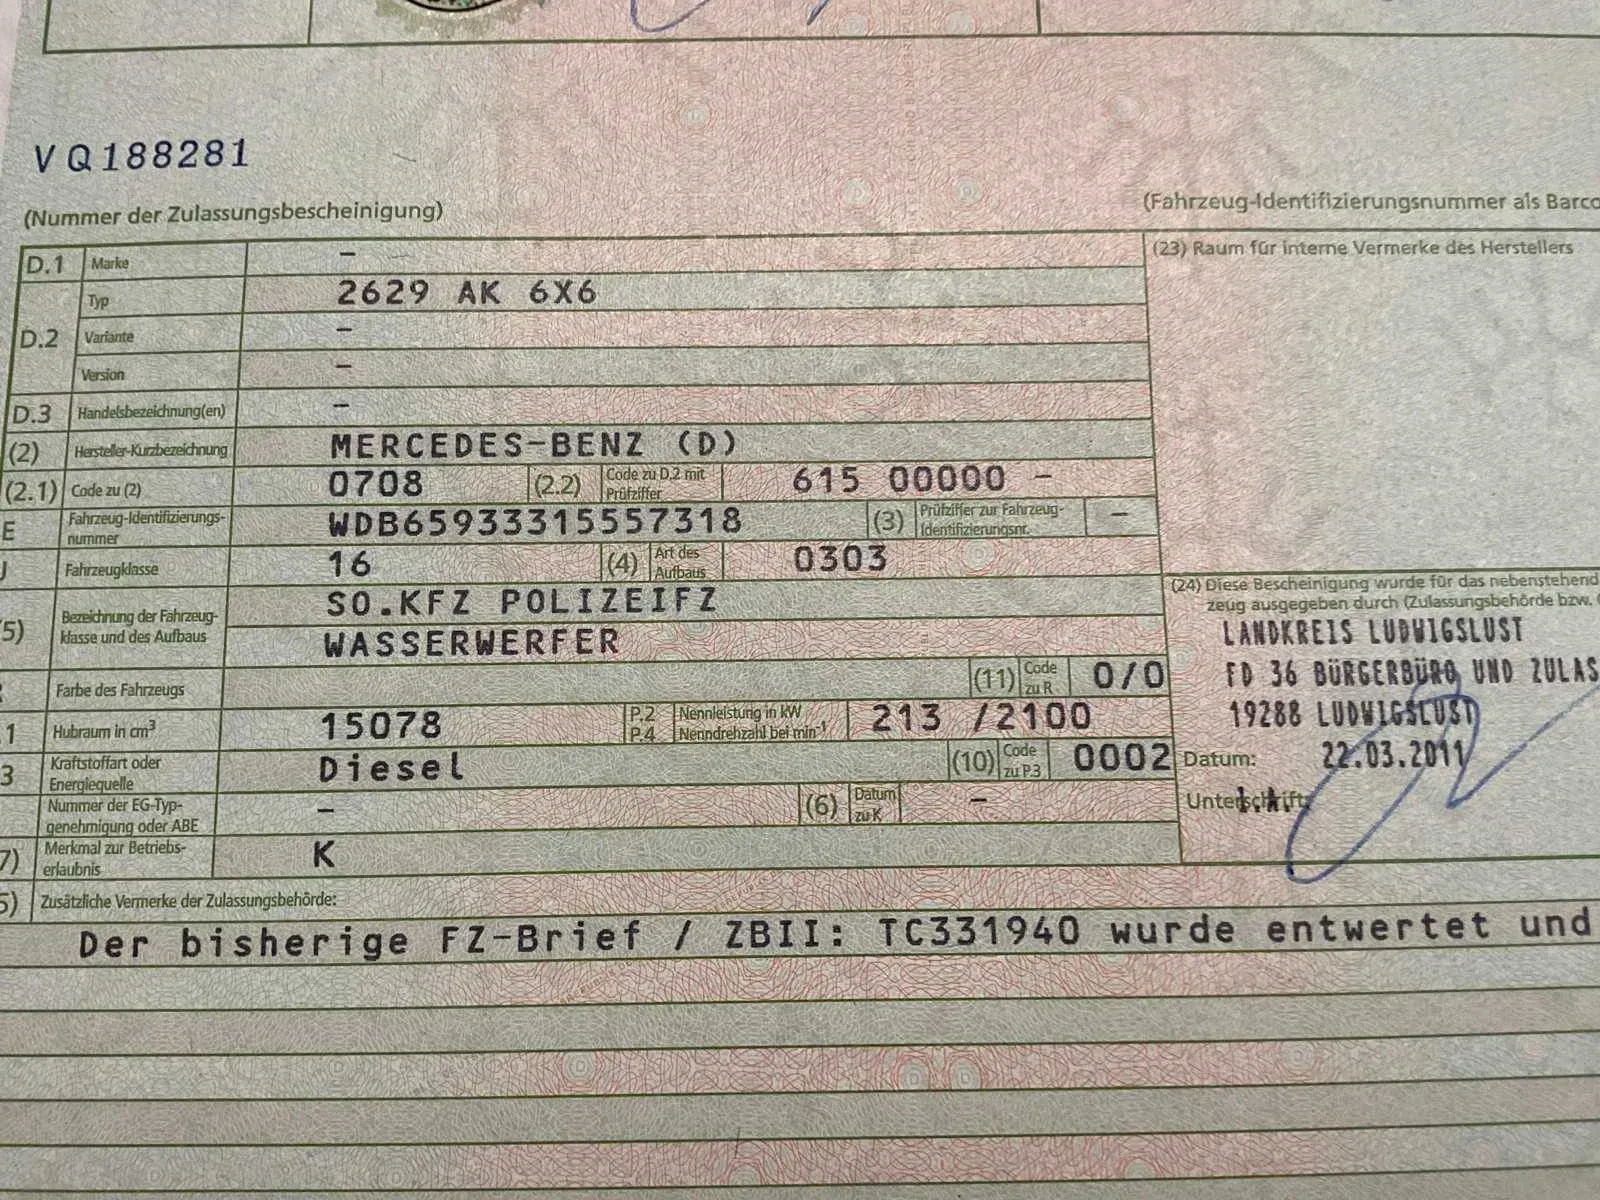 VQ188281
(Nummer der Zulassungsbescheinigung)
(Fahrzeug-Identifizierungsnummer als
D.1 Marke –
(23) Raum für interne Vermerke des Herstellers
D.2 Typ 2629 AK 6X6
Variante –
Version –
D.3 Handelsbezeichnung(en) –
(2) Hersteller-Kurzbezeichnung MERCEDES-BENZ (D)
(2.1) Code zu (2) 0708 (2.2) Code zu D.2 mit Prüfziffer 615 00000 –
E Fahrzeug-Identifizierungs-
nummer WDB65933315557318 (3) Prüfziffer zur Fahrzeug-
Identifizierungsnr. –
J Fahrzeugklasse 16 (4) Art des Aufbaus 0303
5) Bezeichnung der Fahrzeug-
klasse und des Aufbaus SO.KFZ POLIZEIFZ
WASSERWERFER
Farbe des Fahrzeugs (11) Code zu R 0/0
.1 Hubraum in cm³ 15078 P.2 P.4 Nennleistung in kW
Nenndrehzahl bei min-1 213 /2100
3 Kraftstoffart oder
Energiequelle Diesel (10) Code zu P.3 0002
Nummer der EG-Typ-
genehmigung oder ABE – (6) Datum zu K –
7) Merkmal zur Betriebs-
erlaubnis K
(24) Diese Bescheinigung wurde für das nebenstehend
zeug ausgegeben durch (Zulassungsbehörde bzw.
LANDKREIS LUDWIGSLUST
FD 36 BÜRGERBÜRO UND ZULAS
19288 LUDWIGSLUST
Datum: 22.03.2011
Unterschrift: i.A.
5) Zusätzliche Vermerke der Zulassungsbehörde:
Der bisherige FZ-Brief / ZBII: TC331940 wurde entwertet und